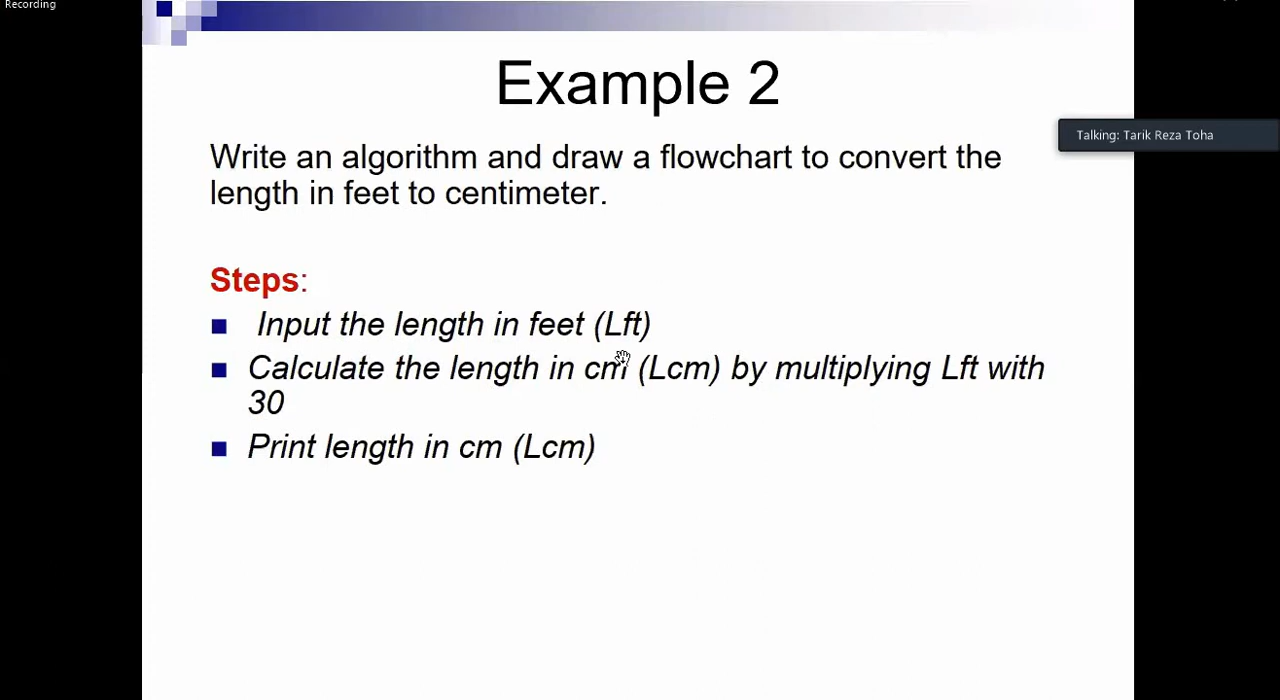 Recording
Example 2
Talking: Tarik Reza Toha
Write an algorithm and draw a flowchart to convert the
length in feet to centimeter.
Steps:
Input the length in feet (Lft)
Calculate the length in cm (Lcm) by multiplying Lft with
30
Print length in cm (Lcm)